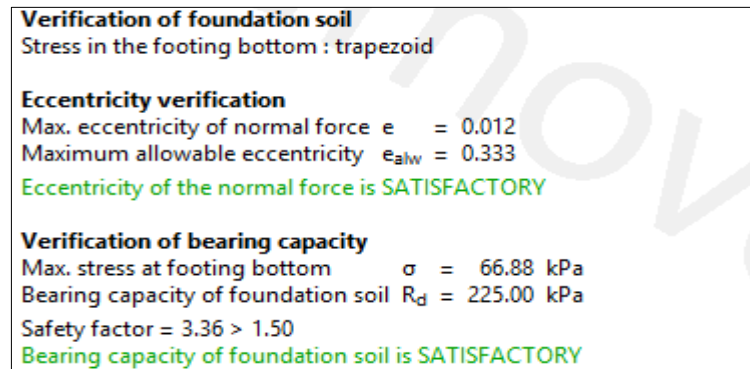 Verification of foundation soil
Stress in the footing bottom : trapezoid
Eccentricity verification
Max. eccentricity of normal force e = 0.012
Maximum allowable eccentricity e_alw = 0.333
Eccentricity of the normal force is SATISFACTORY
Verification of bearing capacity
Max. stress at footing bottom σ = 66.88 kPa
Bearing capacity of foundation soil R_d = 225.00 kPa
Safety factor = 3.36 > 1.50
Bearing capacity of foundation soil is SATISFACTORY